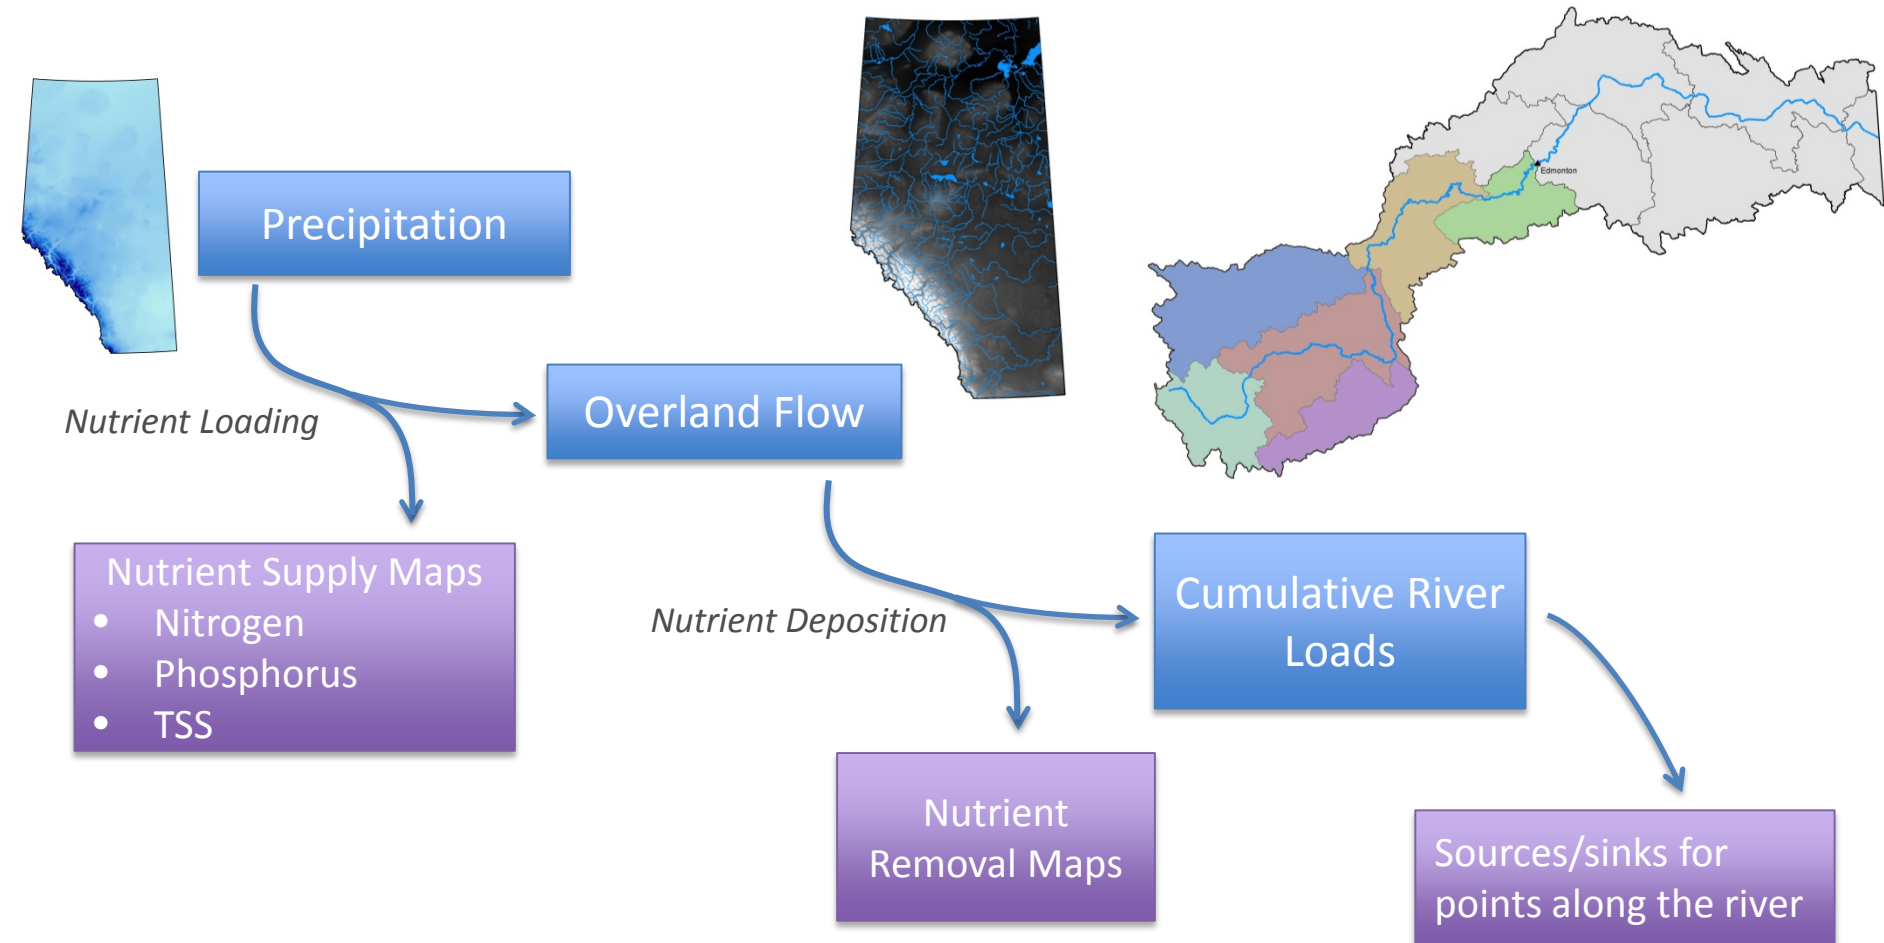 Edmonton
Precipitation
Nutrient Loading
Overland Flow
Nutrient Supply Maps
• Nitrogen
• Phosphorus
• TSS
Nutrient Deposition
Cumulative River
Loads
Nutrient
Removal Maps
Sources/sinks for
points along the river